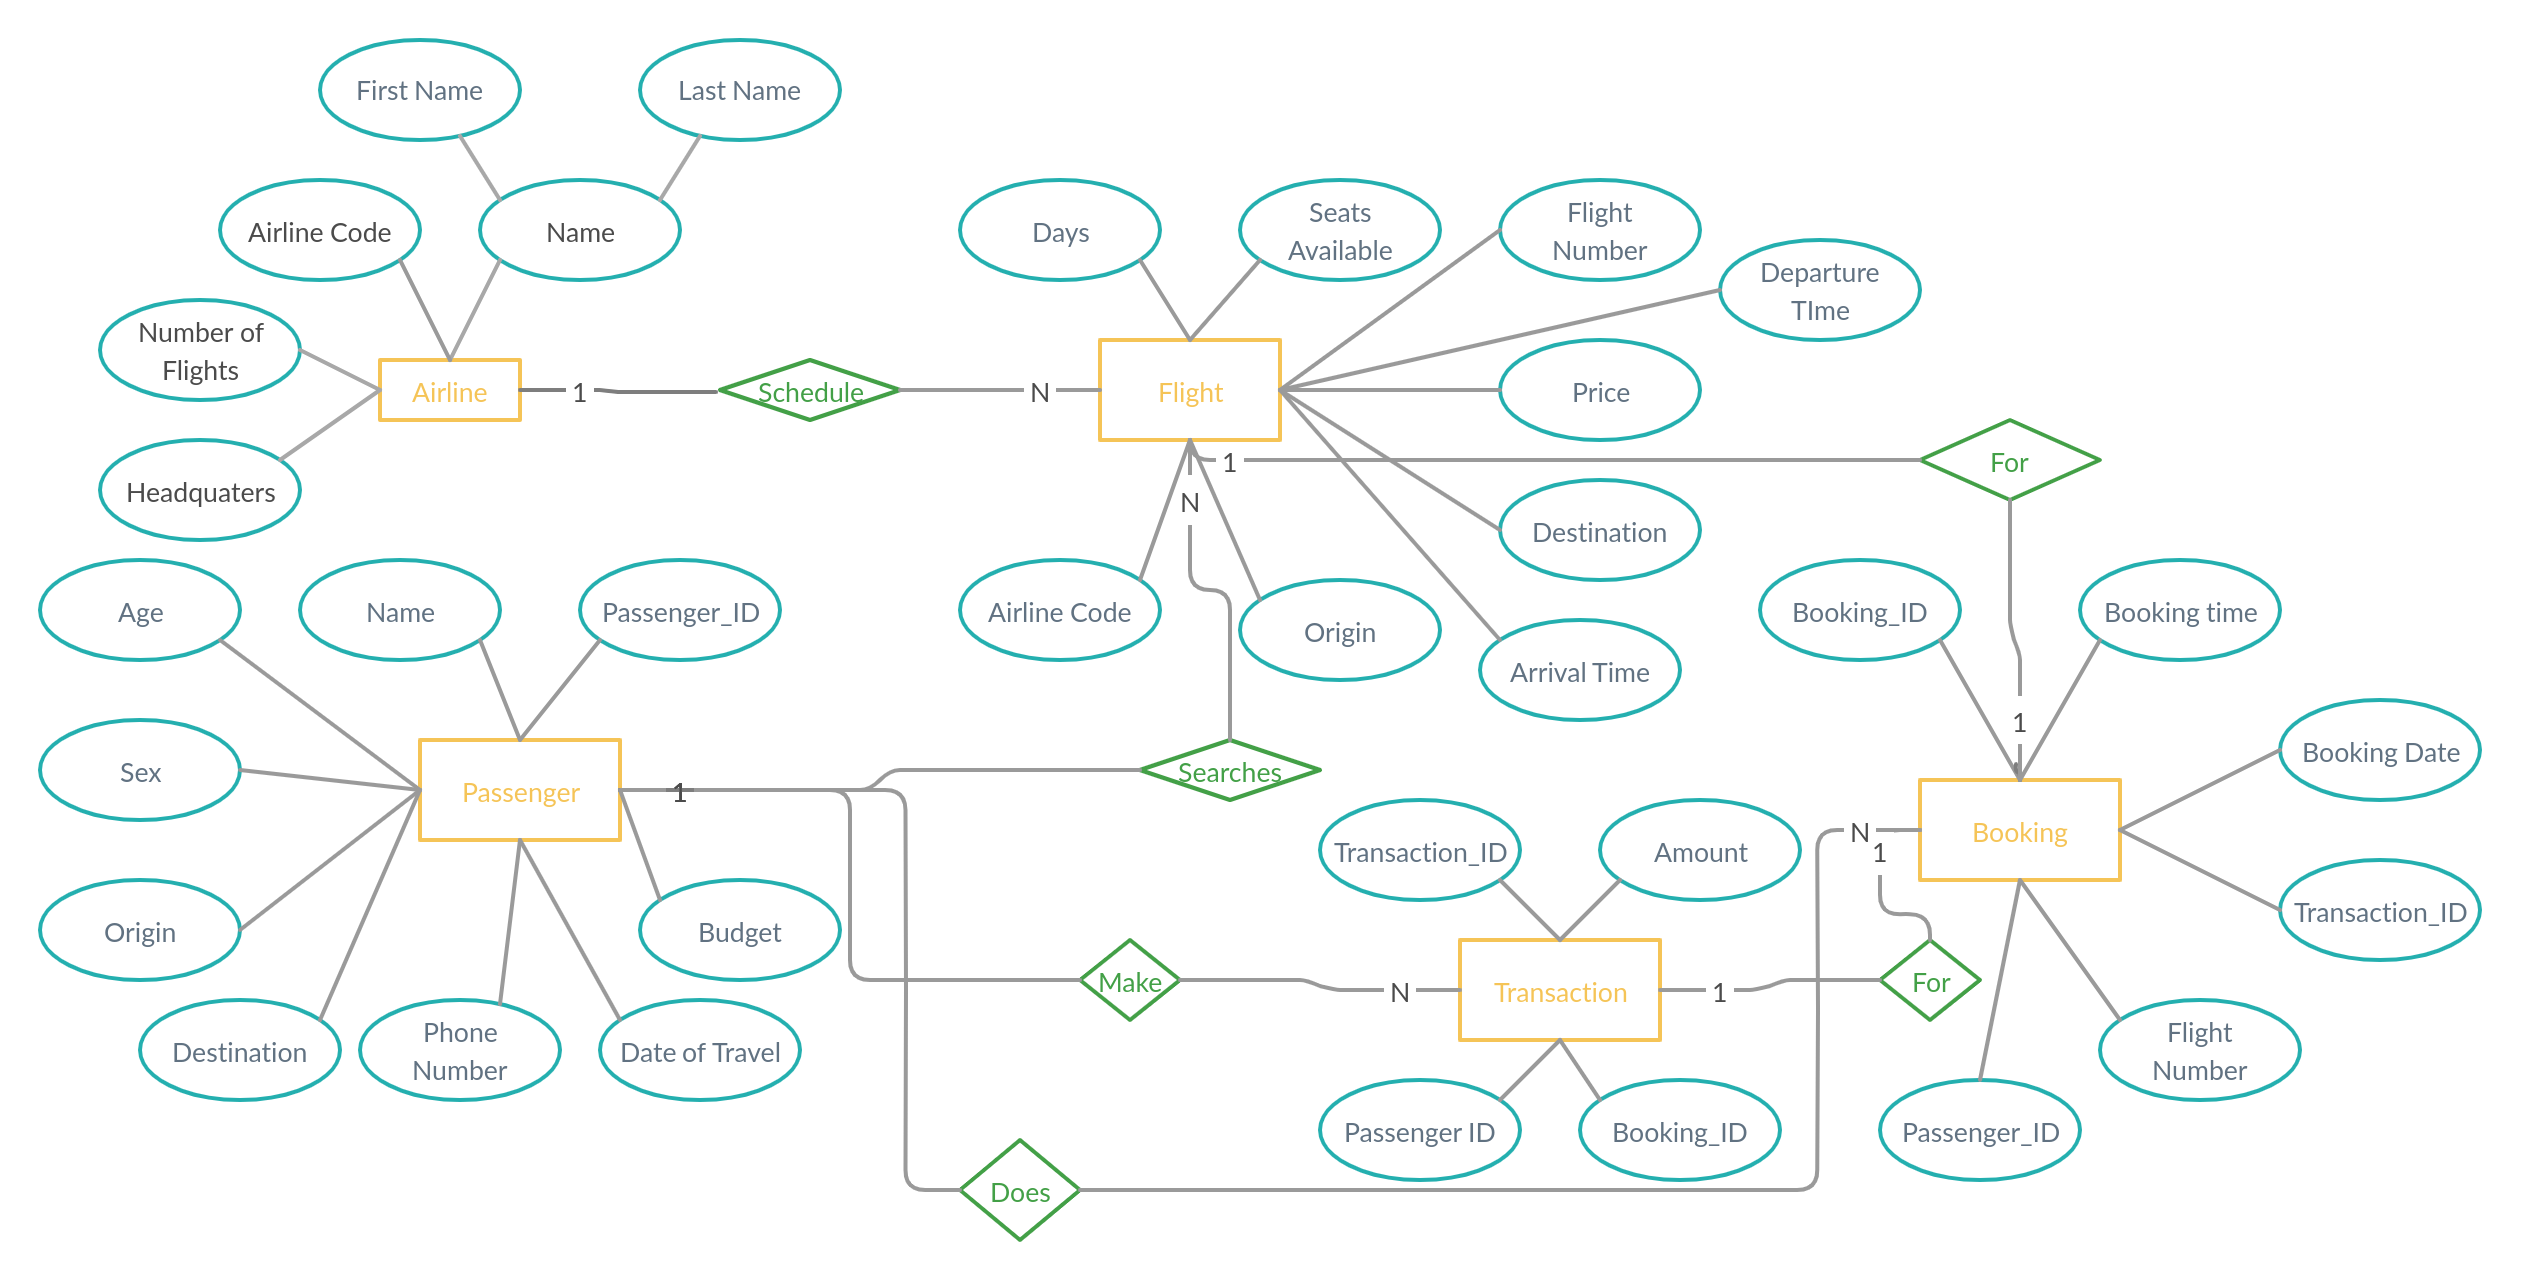 First Name
Last Name
Airline Code
Name
Days
Seats
Available
Flight
Number
Departure
TIme
Number of
Flights
Airline
1
Schedule
N
Flight
Price
Headquaters
1
For
N
Destination
Age
Name
Passenger_ID
Airline Code
Origin
Arrival Time
Booking_ID
Booking time
1
Sex
Passenger
1
Searches
Booking Date
Transaction_ID
Amount
N
1
Booking
Transaction_ID
Origin
Budget
Make
N
Transaction
1
For
Destination
Phone
Number
Date of Travel
Flight
Number
Passenger ID
Booking_ID
Passenger_ID
Does